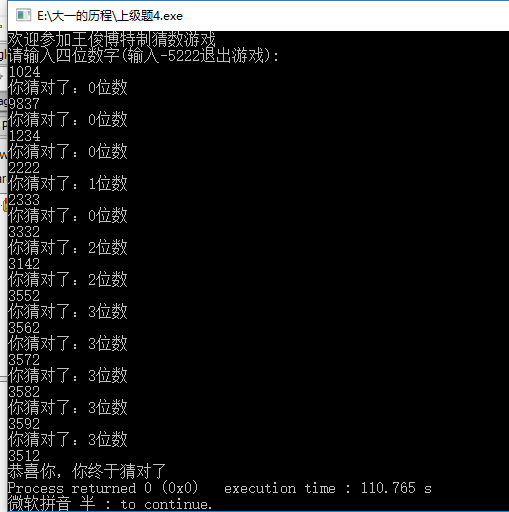 E:\大一的历程\上级题4.exe
欢迎参加王俊博特制猜数游戏
请输入四位数字(输入-5222退出游戏):
1024
你猜对了: 0位数
9837
你猜对了: 0位数
1234
你猜对了: 0位数
2222
你猜对了: 1位数
2333
你猜对了: 0位数
3332
你猜对了: 2位数
3142
你猜对了: 2位数
3552
你猜对了: 3位数
3562
你猜对了: 3位数
3572
你猜对了: 3位数
3582
你猜对了: 3位数
3592
你猜对了: 3位数
3512
恭喜你，你终于猜对了
Process returned 0 (0x0)   execution time : 110.765 s
微软拼音 半 : to continue.